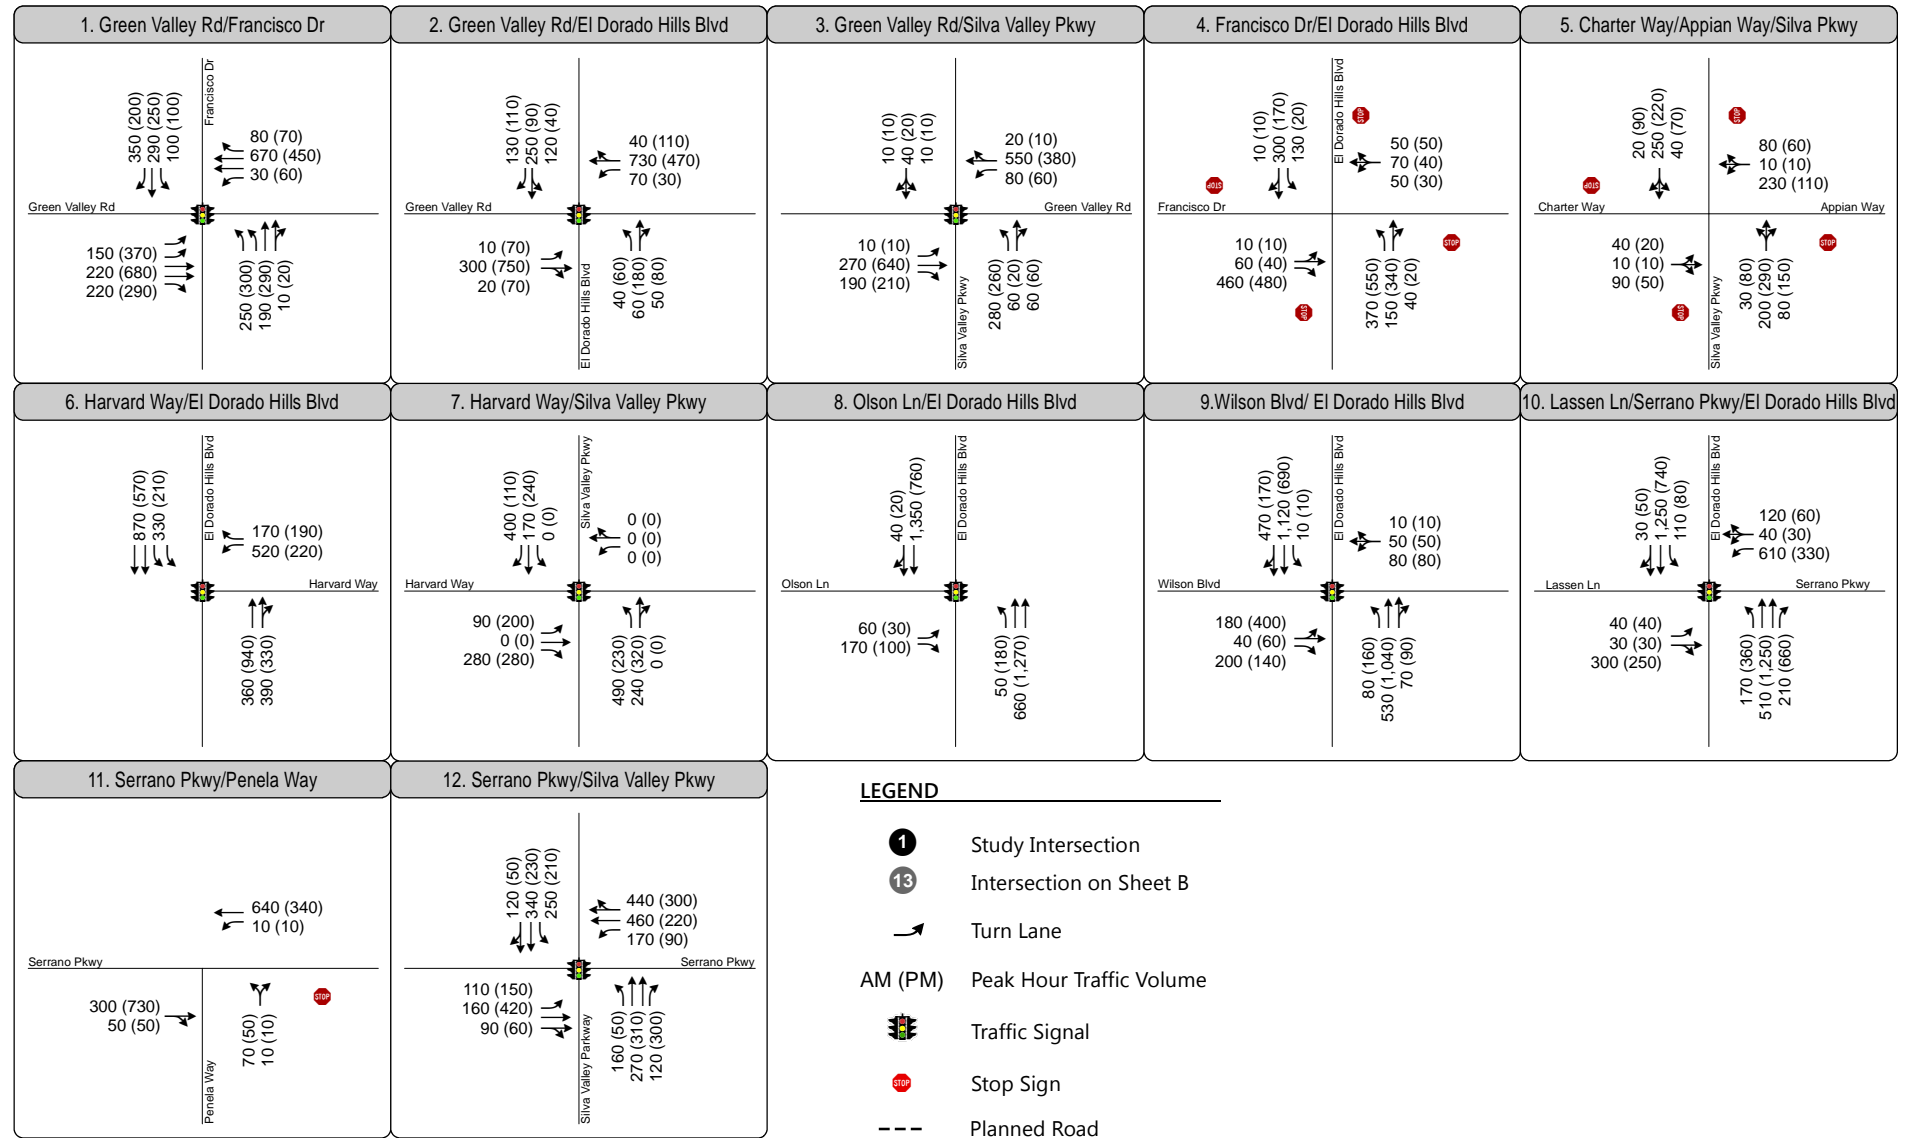 1. Green Valley Rd/Francisco Dr
350 (200)
290 (250)
100 (100)
Francisco Dr
80 (70)
670 (450)
30 (60)
Green Valley Rd
150 (370)
220 (680)
220 (290)
250 (300)
190 (290)
10 (20)
2. Green Valley Rd/El Dorado Hills Blvd
130 (110)
250 (90)
120 (40)
40 (110)
730 (470)
70 (30)
Green Valley Rd
10 (70)
300 (750)
20 (70)
El Dorado Hills Blvd
40 (60)
60 (180)
50 (80)
3. Green Valley Rd/Silva Valley Pkwy
10 (10)
40 (20)
10 (10)
20 (10)
550 (380)
80 (60)
Green Valley Rd
10 (10)
270 (640)
190 (210)
Silva Valley Pkwy
280 (260)
60 (20)
60 (60)
4. Francisco Dr/El Dorado Hills Blvd
10 (10)
300 (170)
130 (20)
El Dorado Hills Blvd
STOP
50 (50)
70 (40)
50 (30)
STOP
Francisco Dr
10 (10)
60 (40)
460 (480)
STOP
STOP
370 (550)
150 (340)
40 (20)
5. Charter Way/Appian Way/Silva Pkwy
20 (90)
250 (220)
40 (70)
STOP
80 (60)
10 (10)
230 (110)
STOP
Charter Way
Appian Way
40 (20)
10 (10)
90 (50)
STOP
STOP
Silva Valley Pkwy
30 (80)
200 (290)
80 (150)
6. Harvard Way/El Dorado Hills Blvd
870 (570)
330 (210)
El Dorado Hills Blvd
170 (190)
520 (220)
Harvard Way
360 (940)
390 (330)
7. Harvard Way/Silva Valley Pkwy
400 (110)
170 (240)
0 (0)
Silva Valley Pkwy
0 (0)
0 (0)
0 (0)
Harvard Way
90 (200)
0 (0)
280 (280)
490 (230)
240 (320)
0 (0)
8. Olson Ln/El Dorado Hills Blvd
40 (20)
1,350 (760)
El Dorado Hills Blvd
Olson Ln
60 (30)
170 (100)
50 (180)
660 (1,270)
9.Wilson Blvd/ El Dorado Hills Blvd
470 (170)
1,120 (690)
10 (10)
El Dorado Hills Blvd
10 (10)
50 (50)
80 (80)
Wilson Blvd
180 (400)
40 (60)
200 (140)
80 (160)
530 (1,040)
70 (90)
10. Lassen Ln/Serrano Pkwy/El Dorado Hills Blvd
30 (50)
1,250 (740)
110 (80)
El Dorado Hills Blvd
120 (60)
40 (30)
610 (330)
Lassen Ln
Serrano Pkwy
40 (40)
30 (30)
300 (250)
170 (360)
510 (1,250)
210 (660)
11. Serrano Pkwy/Penela Way
640 (340)
10 (10)
Serrano Pkwy
300 (730)
50 (50)
Penela Way
70 (50)
10 (10)
STOP
12. Serrano Pkwy/Silva Valley Pkwy
120 (50)
340 (230)
250 (210)
440 (300)
460 (220)
170 (90)
Serrano Pkwy
110 (150)
160 (420)
90 (60)
Silva Valley Parkway
160 (50)
270 (310)
120 (300)
LEGEND
1 Study Intersection
13 Intersection on Sheet B
Turn Lane
AM (PM) Peak Hour Traffic Volume
Traffic Signal
STOP Stop Sign
Planned Road